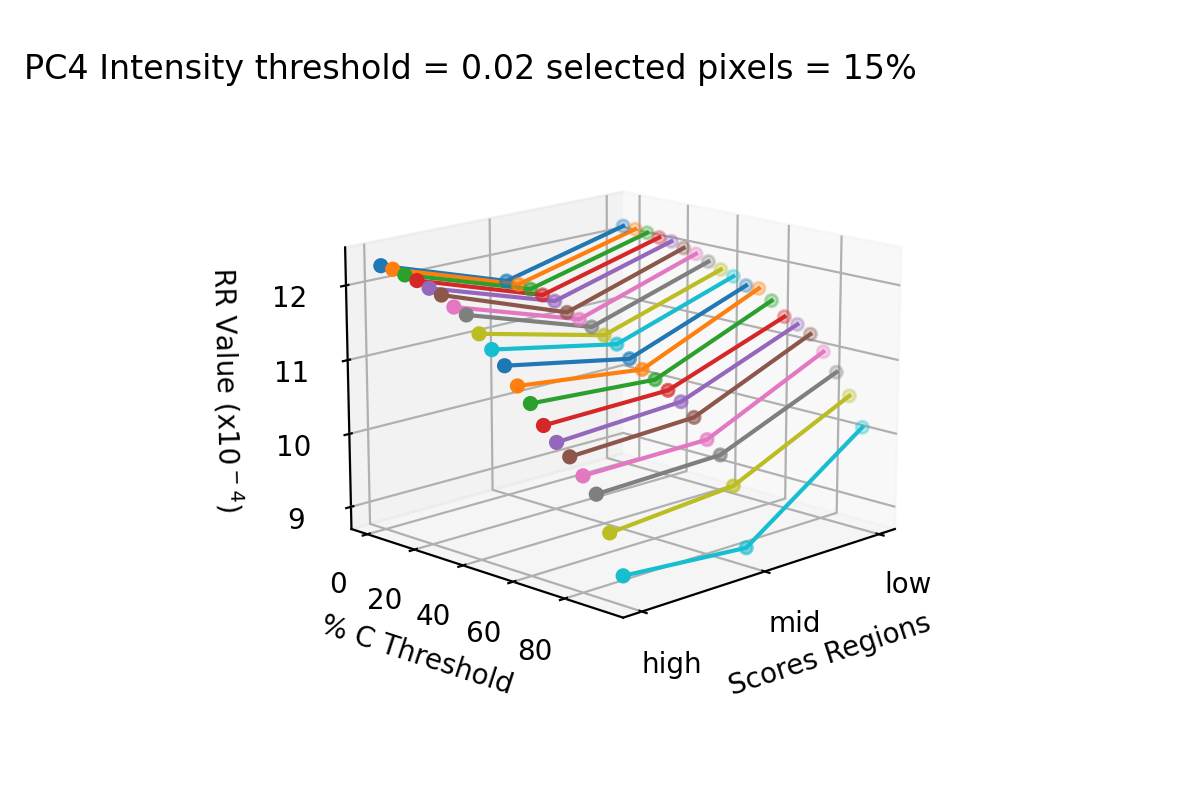 PC4 Intensity threshold = 0.02 selected pixels = 15%
RR Value (x10⁻⁴)
12
11
10
9
0
20
40
60
80
% C Threshold
high
mid
low
Scores Regions